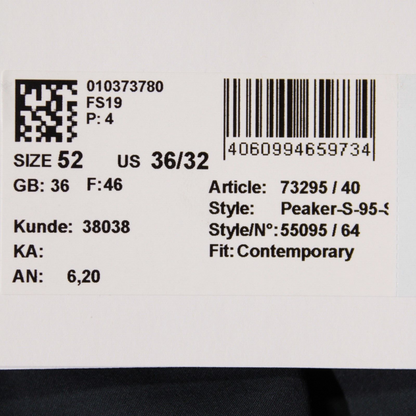 010373780
FS19
P: 4
4060994659734
SIZE 52 US 36/32
GB: 36 F:46
Article: 73295 / 40
Style: Peaker-S-95-S
Kunde: 38038
Style/N°: 55095 / 64
KA:
Fit: Contemporary
AN: 6,20